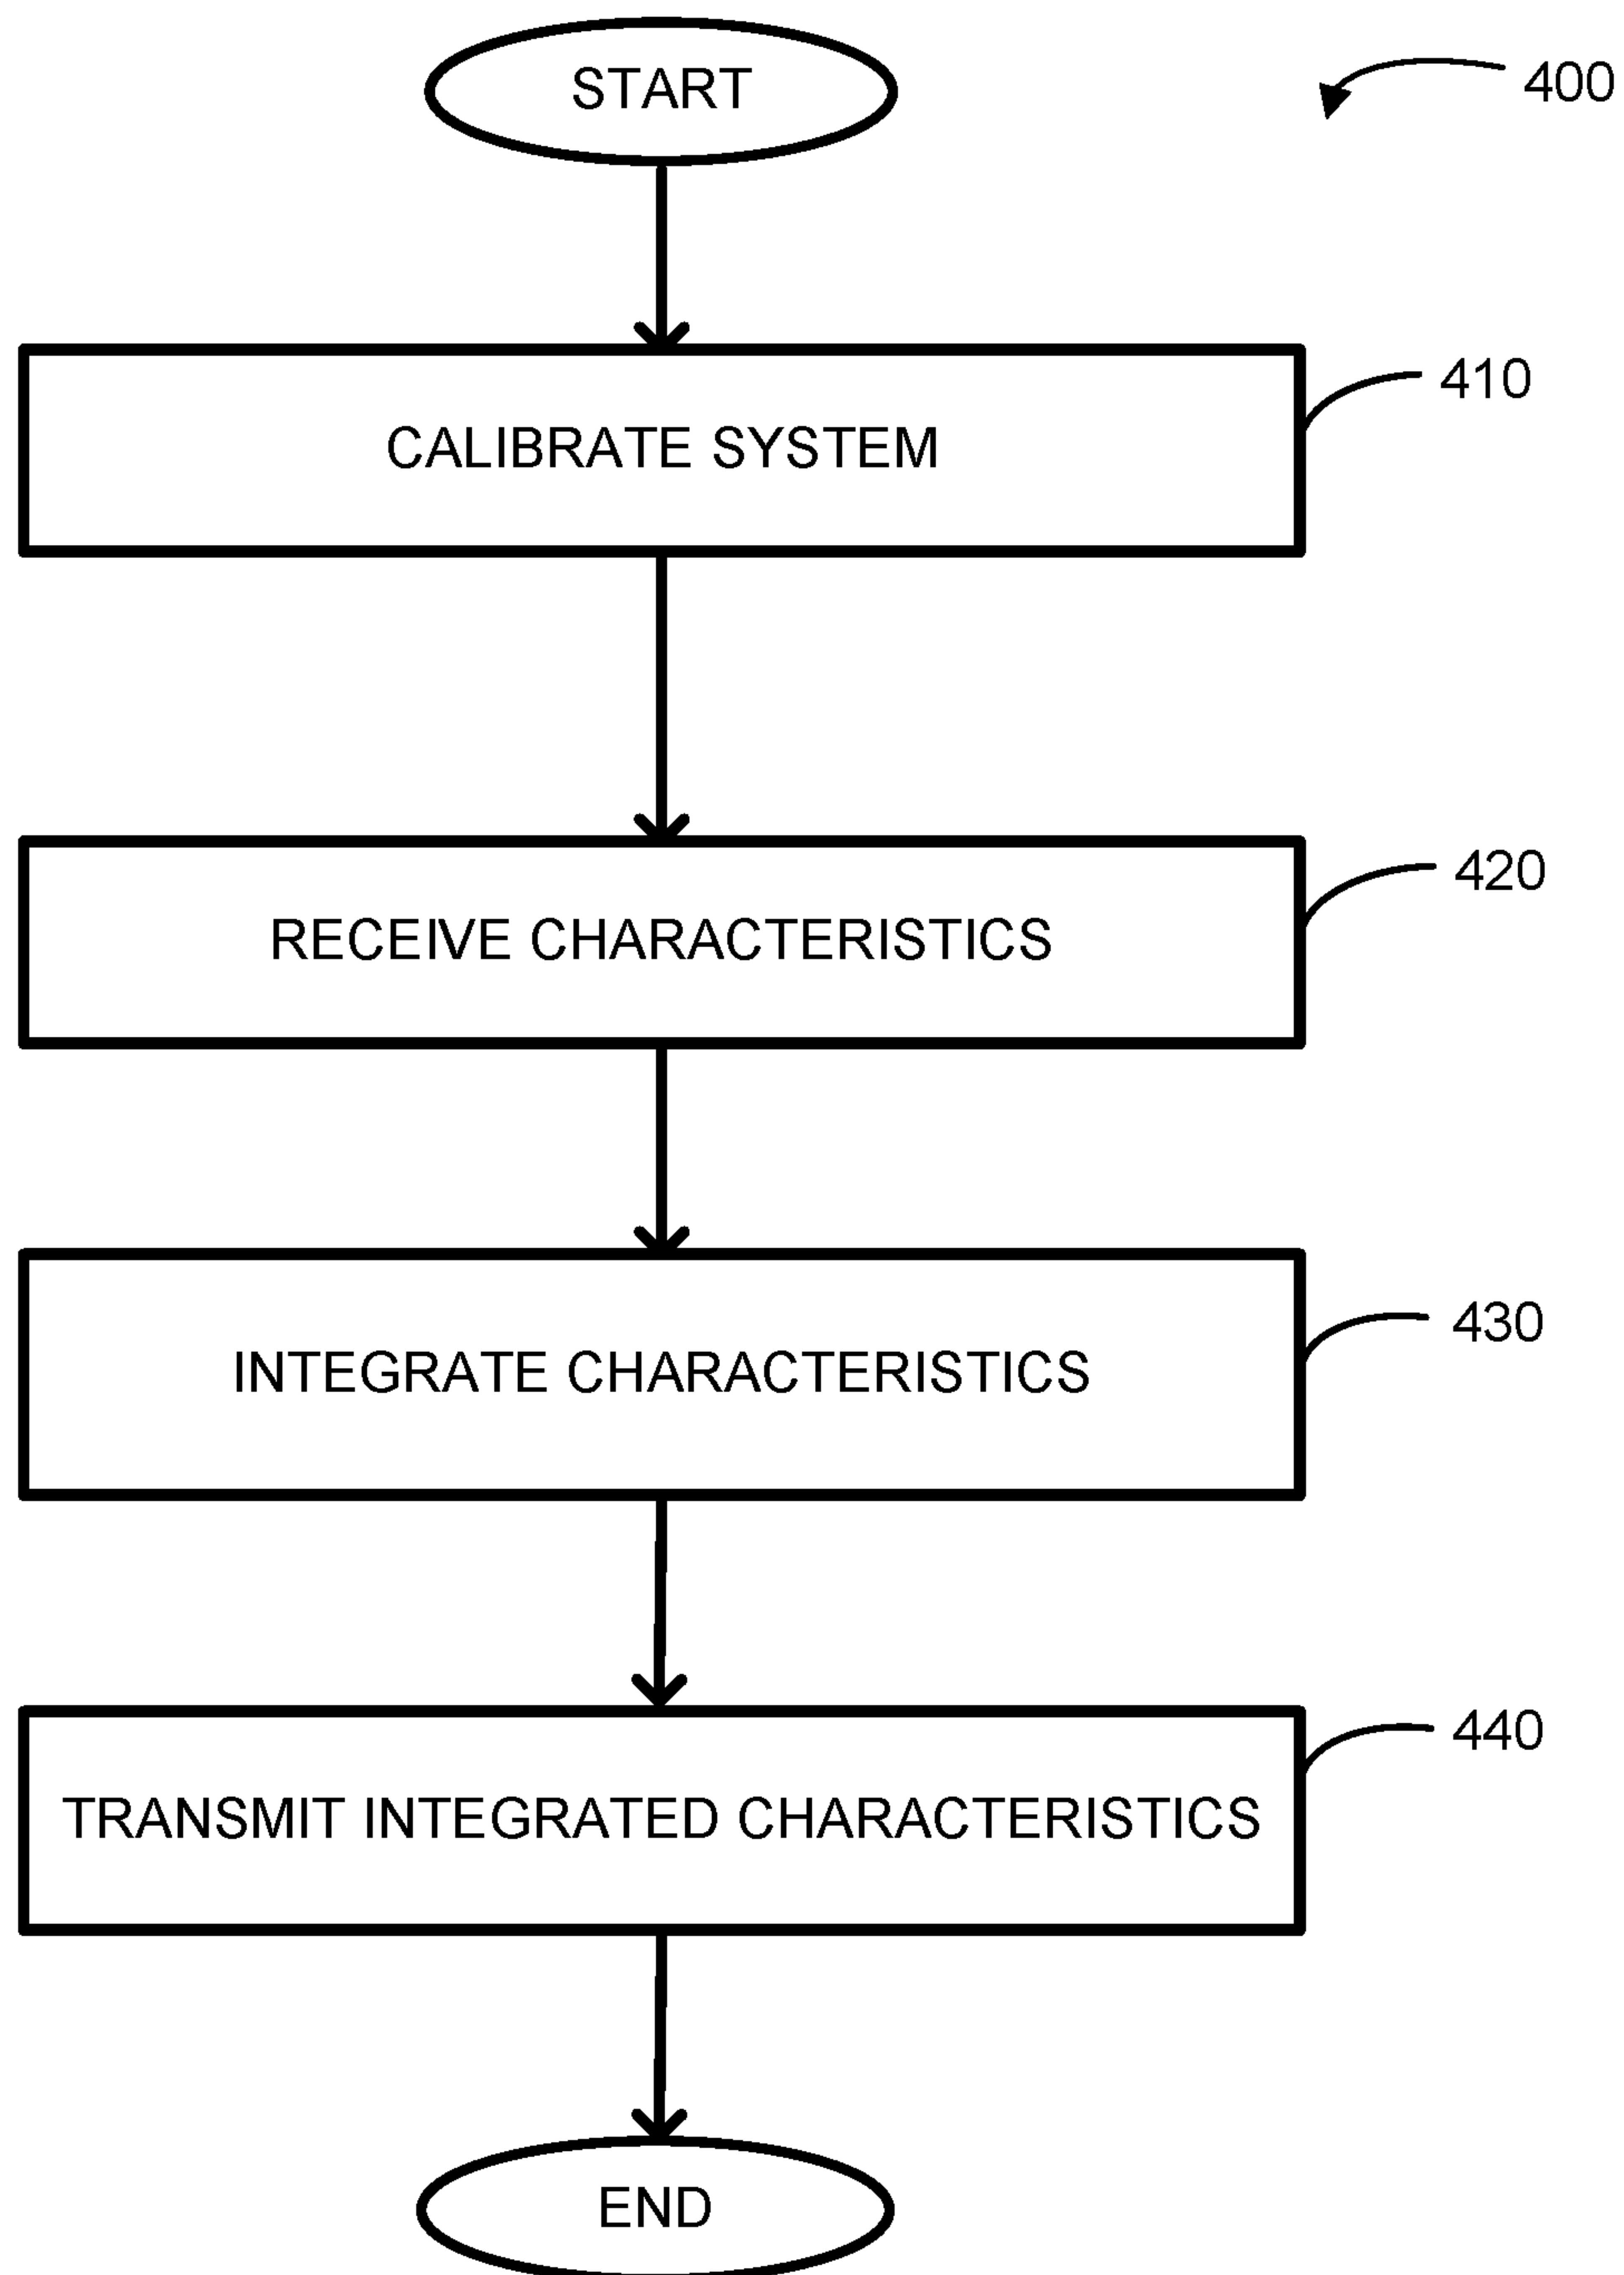 START
400
410
CALIBRATE SYSTEM
420
RECEIVE CHARACTERISTICS
430
INTEGRATE CHARACTERISTICS
440
TRANSMIT INTEGRATED CHARACTERISTICS
END